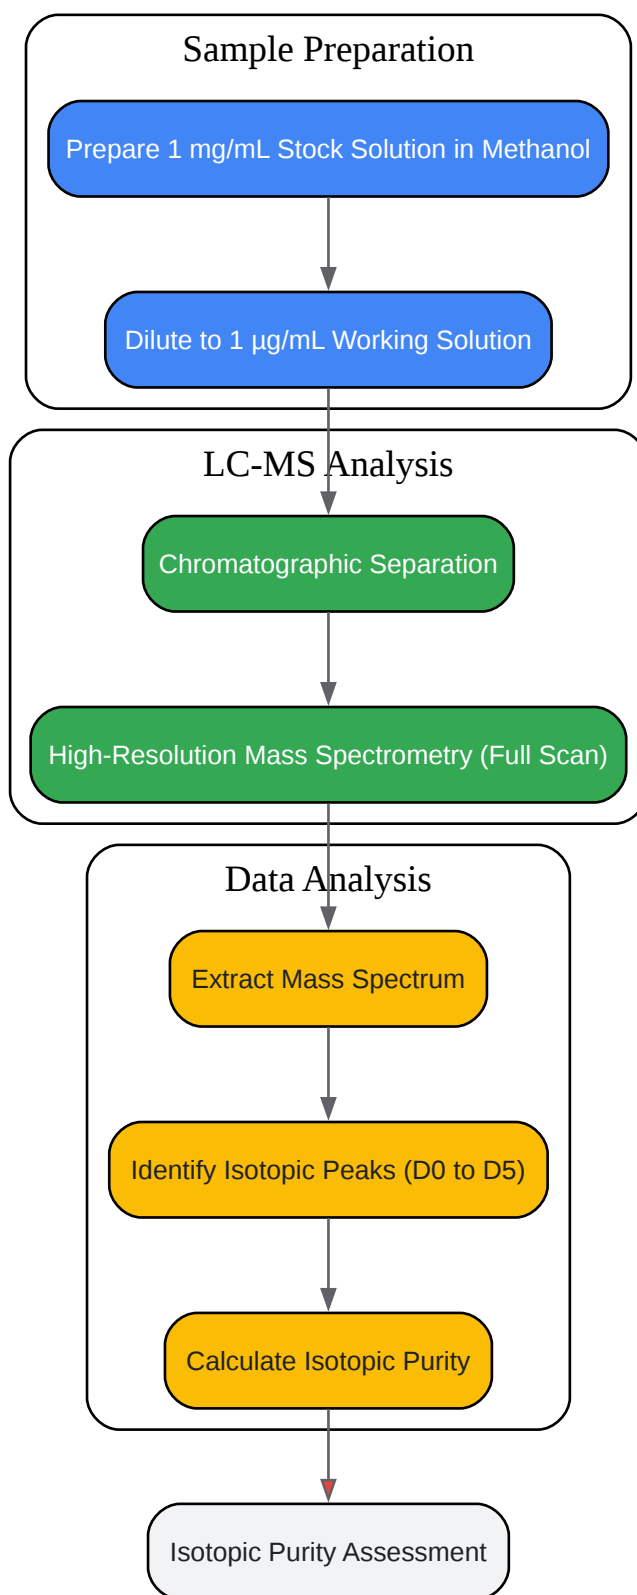 Sample Preparation
Prepare 1 mg/mL Stock Solution in Methanol
Dilute to 1 µg/mL Working Solution
LC-MS Analysis
Chromatographic Separation
High-Resolution Mass Spectrometry (Full Scan)
Data Analysis
Extract Mass Spectrum
Identify Isotopic Peaks (D0 to D5)
Calculate Isotopic Purity
Isotopic Purity Assessment